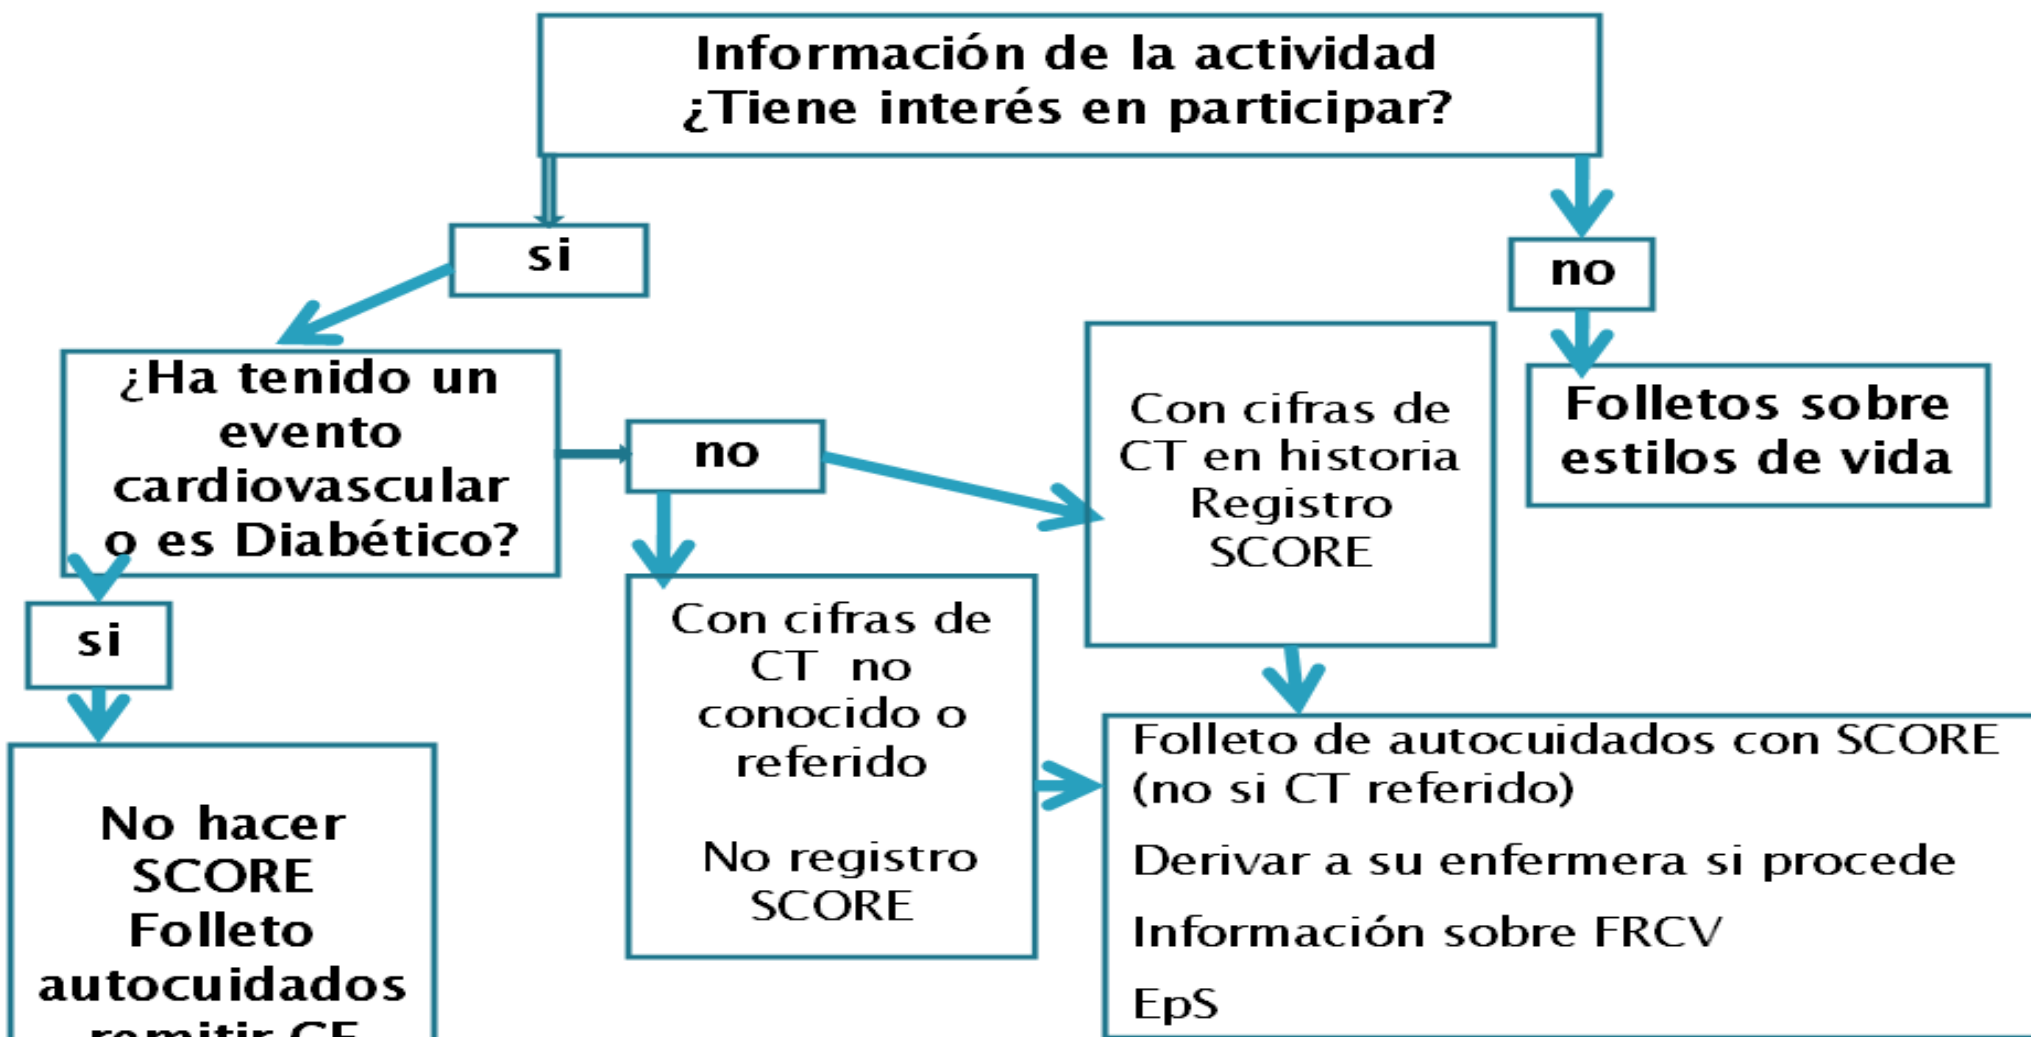 Información de la actividad
¿Tiene interés en participar?
si
no
¿Ha tenido un
evento
cardiovascular
o es Diabético?
no
Con cifras de
CT en historia
Registro
SCORE
Folletos sobre
estilos de vida
si
Con cifras de
CT no
conocido o
referido
No registro
SCORE
Folleto de autocuidados con SCORE
(no si CT referido)
Derivar a su enfermera si procede
Información sobre FRCV
EpS
No hacer
SCORE
Folleto
autocuidados
remitir